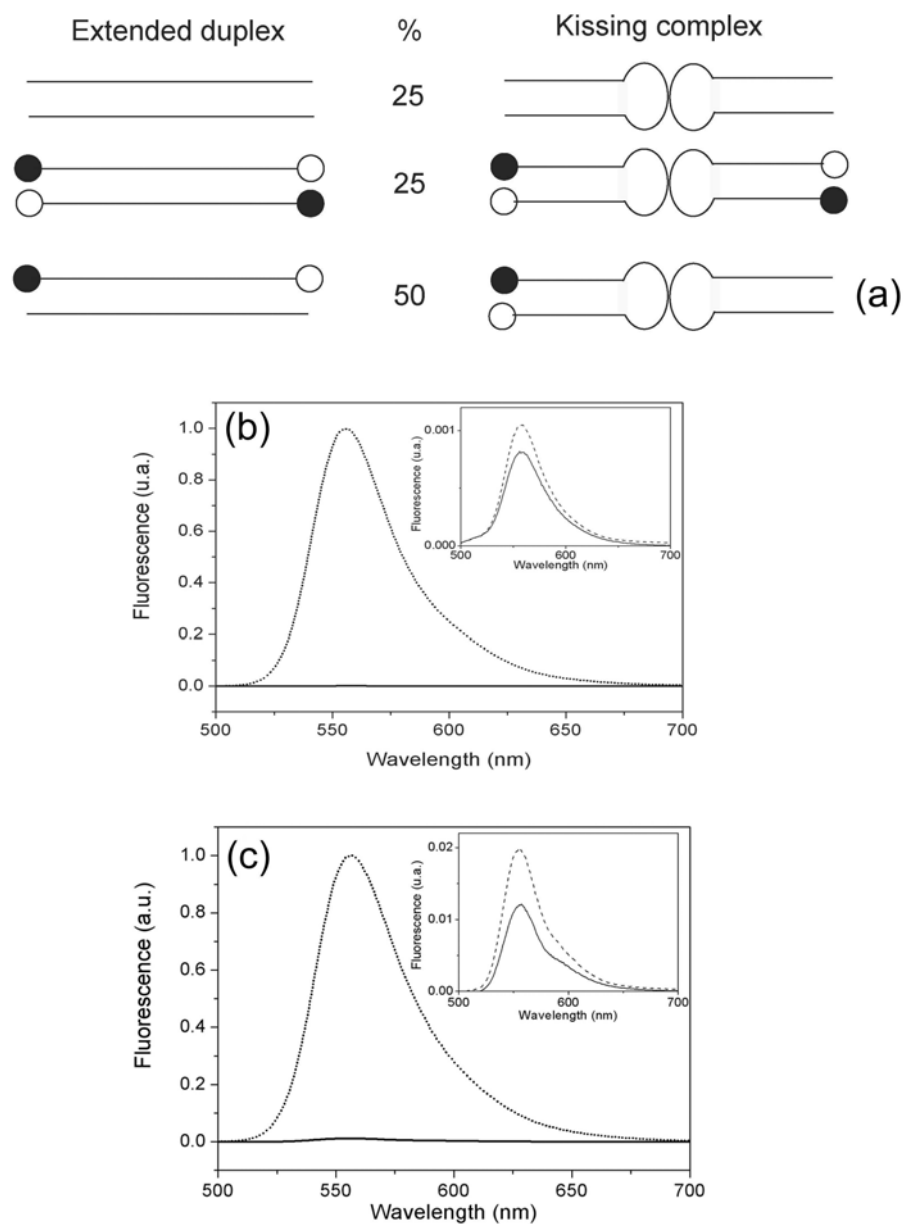 Extended duplex % Kissing complex
25
25
50
(a)
(b)
1.0
0.8
0.6
0.4
0.2
0.0
Fluorescence (u.a.)
500 550 600 650 700
Wavelength (nm)
0.001
0.000
Fluorescence (u.a.)
500 600 700
Wavelength (nm)
(c)
1.0
0.8
0.6
0.4
0.2
0.0
Fluorescence (a.u.)
500 550 600 650 700
Wavelength (nm)
0.02
0.01
0.00
Fluorescence (u.a.)
500 600 700
Wavelength (nm)